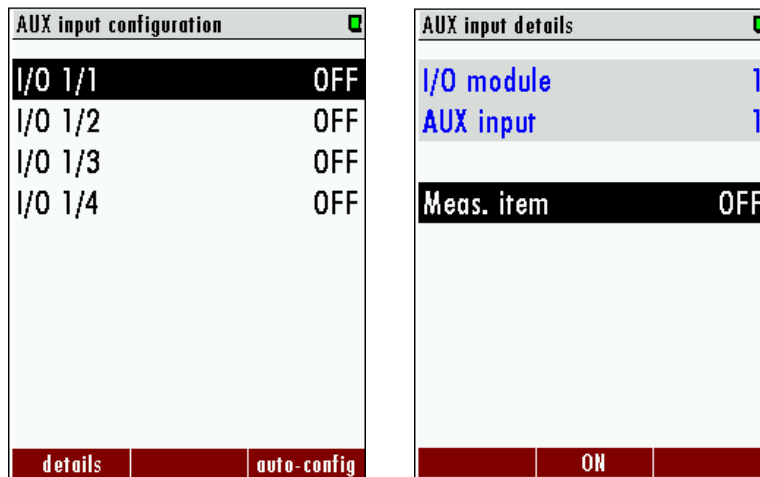 AUX input configuration
I/O 1/1 OFF
I/O 1/2 OFF
I/O 1/3 OFF
I/O 1/4 OFF
details auto-config
AUX input details
I/O module 1
AUX input 1
Meas. item OFF
ON